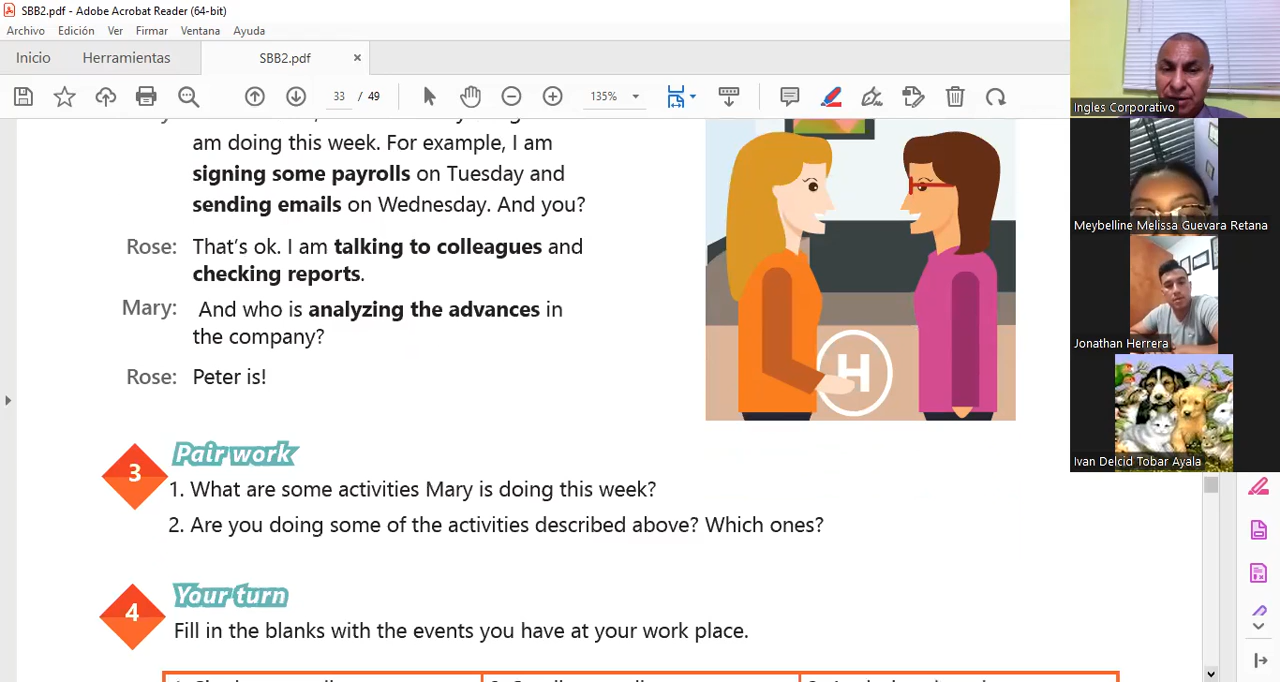 SBB2.pdf - Adobe Acrobat Reader (64-bit)
Archivo Edición Ver Firmar Ventana Ayuda
Inicio Herramientas SBB2.pdf ×
33 / 49 135%
am doing this week. For example, I am
signing some payrolls on Tuesday and
sending emails on Wednesday. And you?
Rose: That's ok. I am talking to colleagues and
checking reports.
Mary: And who is analyzing the advances in
the company?
Rose: Peter is!
H
3 Pair work
1. What are some activities Mary is doing this week?
2. Are you doing some of the activities described above? Which ones?
4 Your turn
Fill in the blanks with the events you have at your work place.
Ingles Corporativo
Meybelline Melissa Guevara Retana
Jonathan Herrera
Ivan Delcid Tobar Ayala